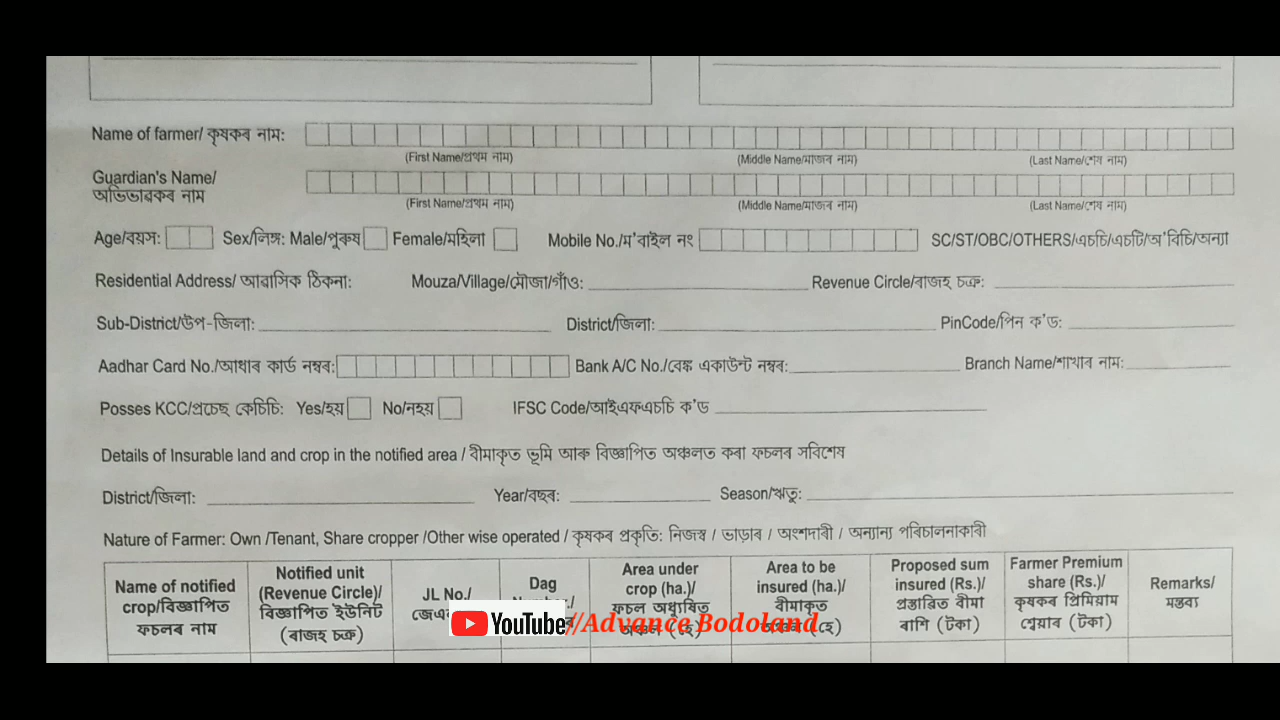 Name of farmer/ কৃষকৰ নাম:
(First Name/প্ৰথম নাম) (Middle Name/মাজৰ নাম) (Last Name/শেষ নাম)
Guardian's Name/
অভিভাৱকৰ নাম
(First Name/প্ৰথম নাম) (Middle Name/মাজৰ নাম) (Last Name/শেষ নাম)
Age/বয়স: Sex/লিঙ্গ: Male/পুৰুষ Female/মহিলা Mobile No./ম'বাইল নং SC/ST/OBC/OTHERS/এচচি/এচটি/অ'বিচি/অন্যা
Residential Address/ আৱাসিক ঠিকনা: Mouza/Village/মৌজা/গাঁও: Revenue Circle/ৰাজহ চক্ৰ:
Sub-District/উপ-জিলা: District/জিলা: PinCode/পিন ক'ড:
Aadhar Card No./আধাৰ কাৰ্ড নম্বৰ: Bank A/C No./বেঙ্ক একাউন্ট নম্বৰ: Branch Name/শাখাৰ নাম:
Posses KCC/প্ৰচেছ কেচিচি: Yes/হয় No/নহয় IFSC Code/আইএফএচচি ক'ড
Details of Insurable land and crop in the notified area / বীমাকৃত ভূমি আৰু বিজ্ঞাপিত অঞ্চলত কৰা ফচলৰ সবিশেষ
District/জিলা: Year/বছৰ: Season/ঋতু:
Nature of Farmer: Own /Tenant, Share cropper /Other wise operated / কৃষকৰ প্ৰকৃতি: নিজস্ব / ভাড়াৰ / অংশদাৰী / অন্যান্য পৰিচালনাকাৰী
Name of notified
crop/বিজ্ঞাপিত
ফচলৰ নাম
Notified unit
(Revenue Circle)/
বিজ্ঞাপিত ইউনিট
(ৰাজহ চক্ৰ)
JL No./
Dag
Area under
crop (ha.)/
ফচল অধ্যুষিত
অঞ্চল (হে)
Area to be
insured (ha.)/
বীমাকৃত
অঞ্চল (হে)
Proposed sum
insured (Rs.)/
প্ৰস্তাৱিত বীমা
ৰাশি (টকা)
Farmer Premium
share (Rs.)/
কৃষকৰ প্ৰিমিয়াম
শ্বেয়াৰ (টকা)
Remarks/
মন্তব্য
YouTube//Advance Bodoland